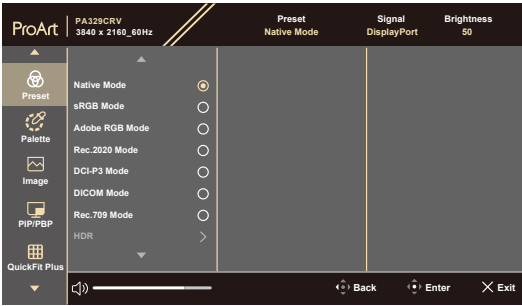 ProArt
PA329CRV
3840 x 2160_60Hz
Preset
Native Mode
Signal
DisplayPort
Brightness
50
Preset
Palette
Image
PIP/PBP
QuickFit Plus
Native Mode
sRGB Mode
Adobe RGB Mode
Rec.2020 Mode
DCI-P3 Mode
DICOM Mode
Rec.709 Mode
HDR
Back
Enter
Exit